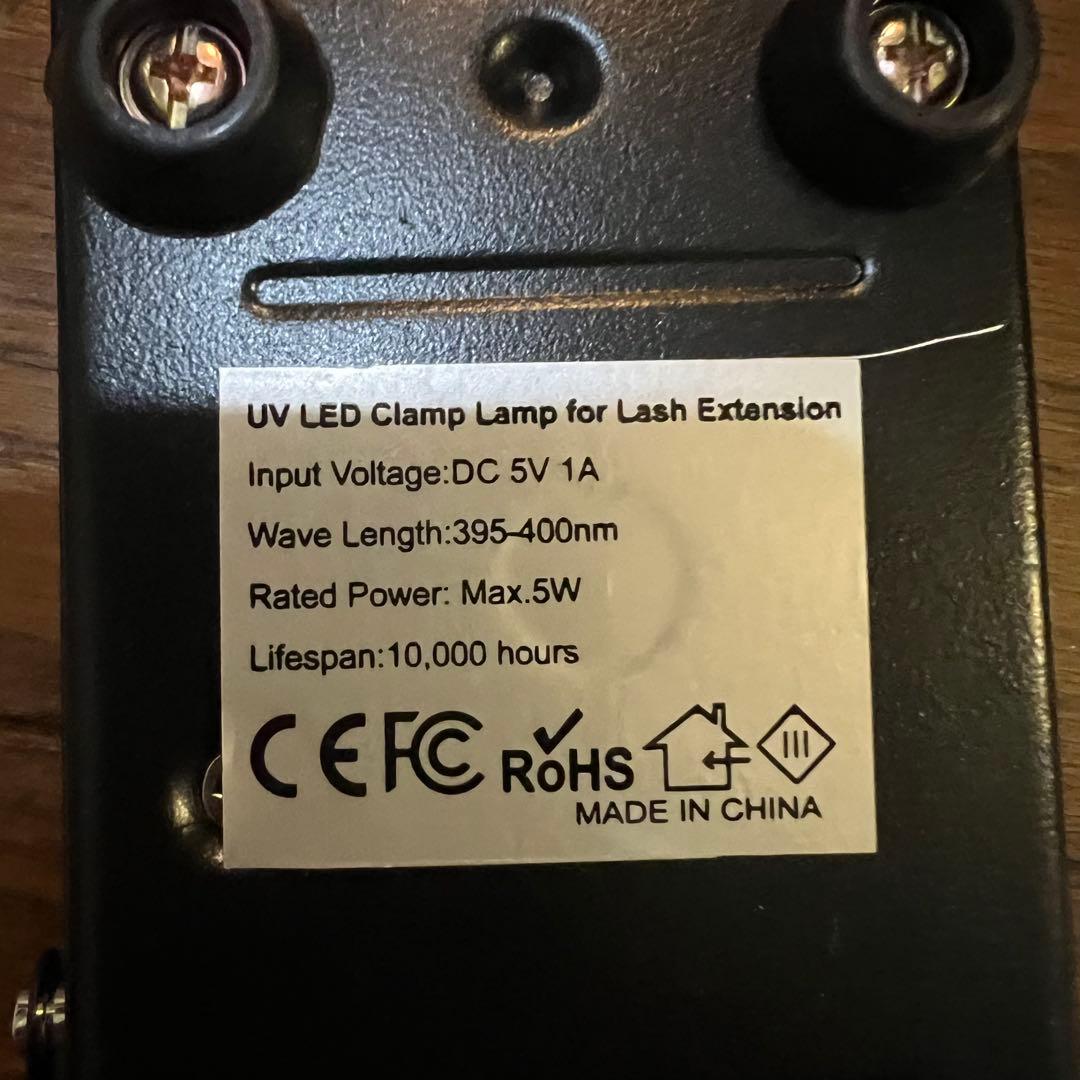 UV LED Clamp Lamp for Lash Extension
Input Voltage:DC 5V 1A
Wave Length:395-400nm
Rated Power: Max.5W
Lifespan:10,000 hours
CE FC RoHS III
MADE IN CHINA